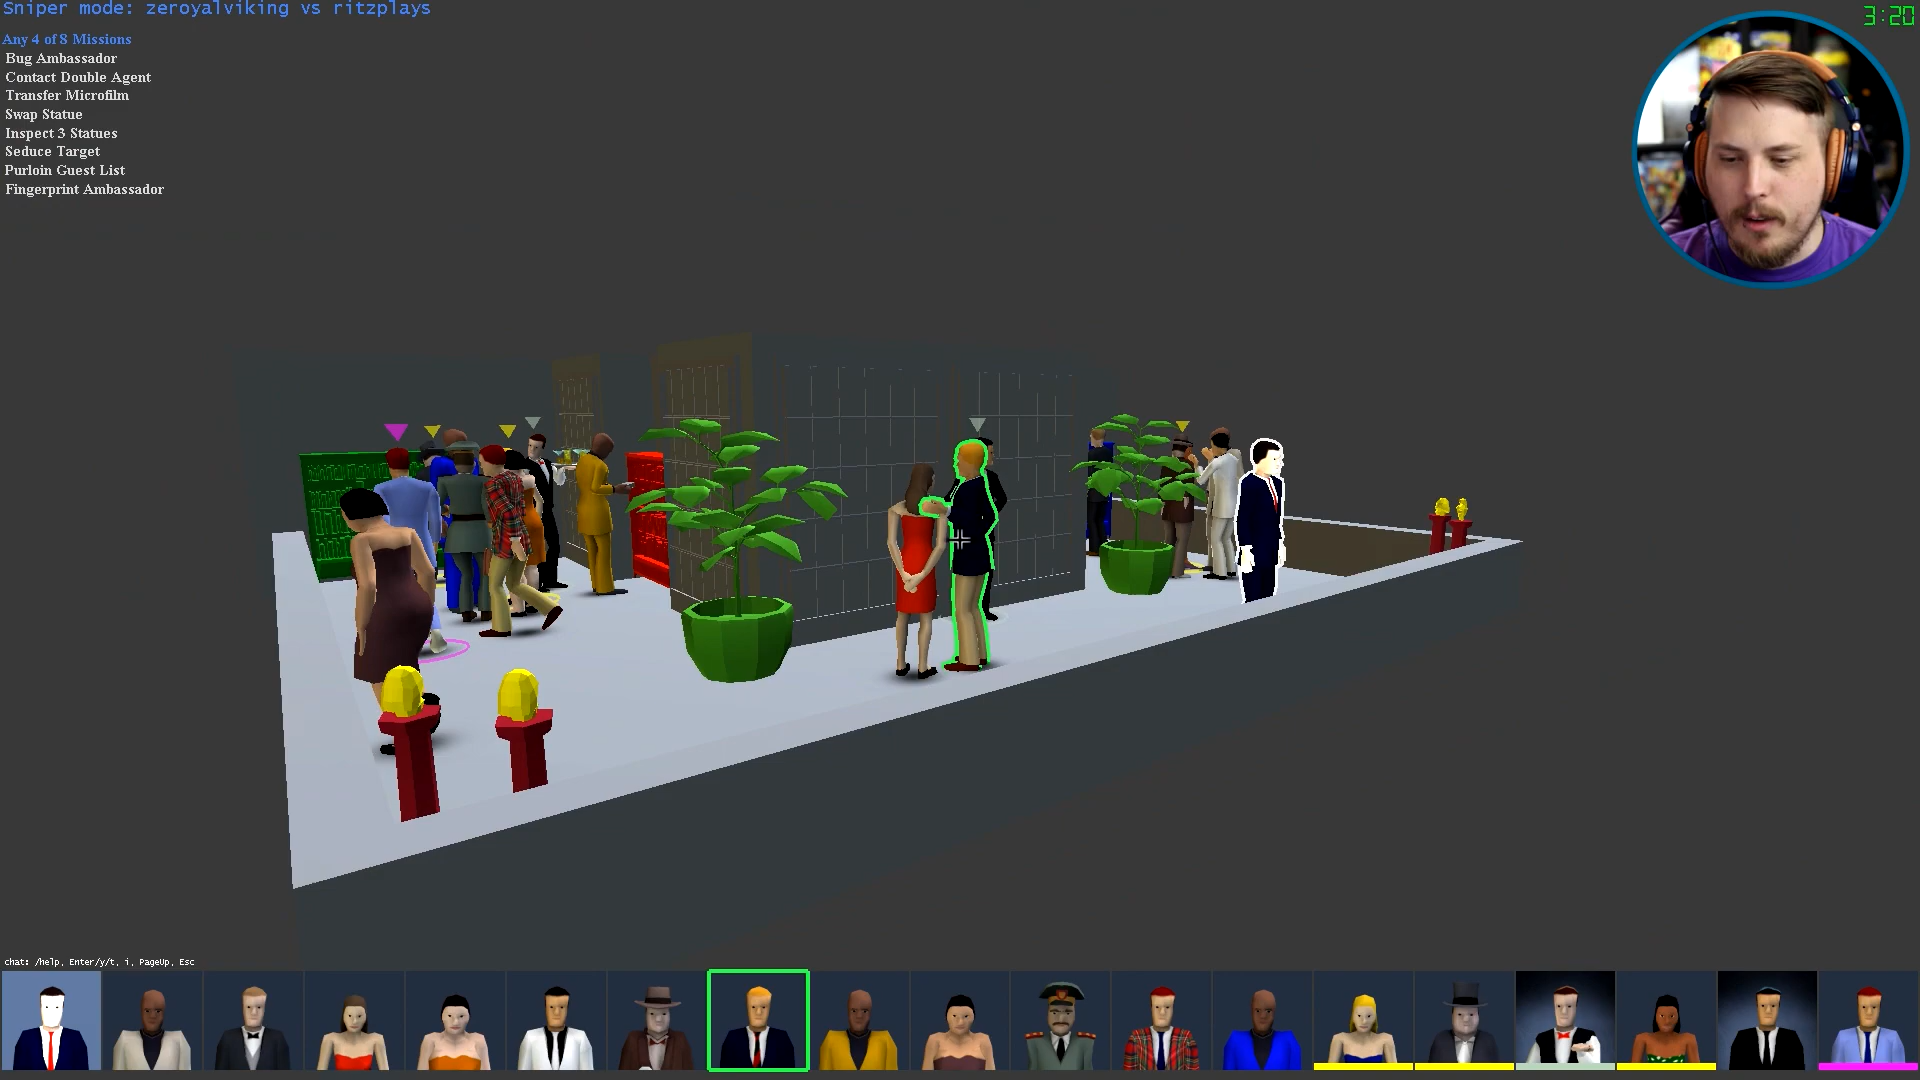 Sniper mode: zeroyalviking vs ritzplays
3:20
Any 4 of 8 Missions
Bug Ambassador
Contact Double Agent
Transfer Microfilm
Swap Statue
Inspect 3 Statues
Seduce Target
Purloin Guest List
Fingerprint Ambassador
chat: /help, Enter/y/t, i, PageUp, Esc